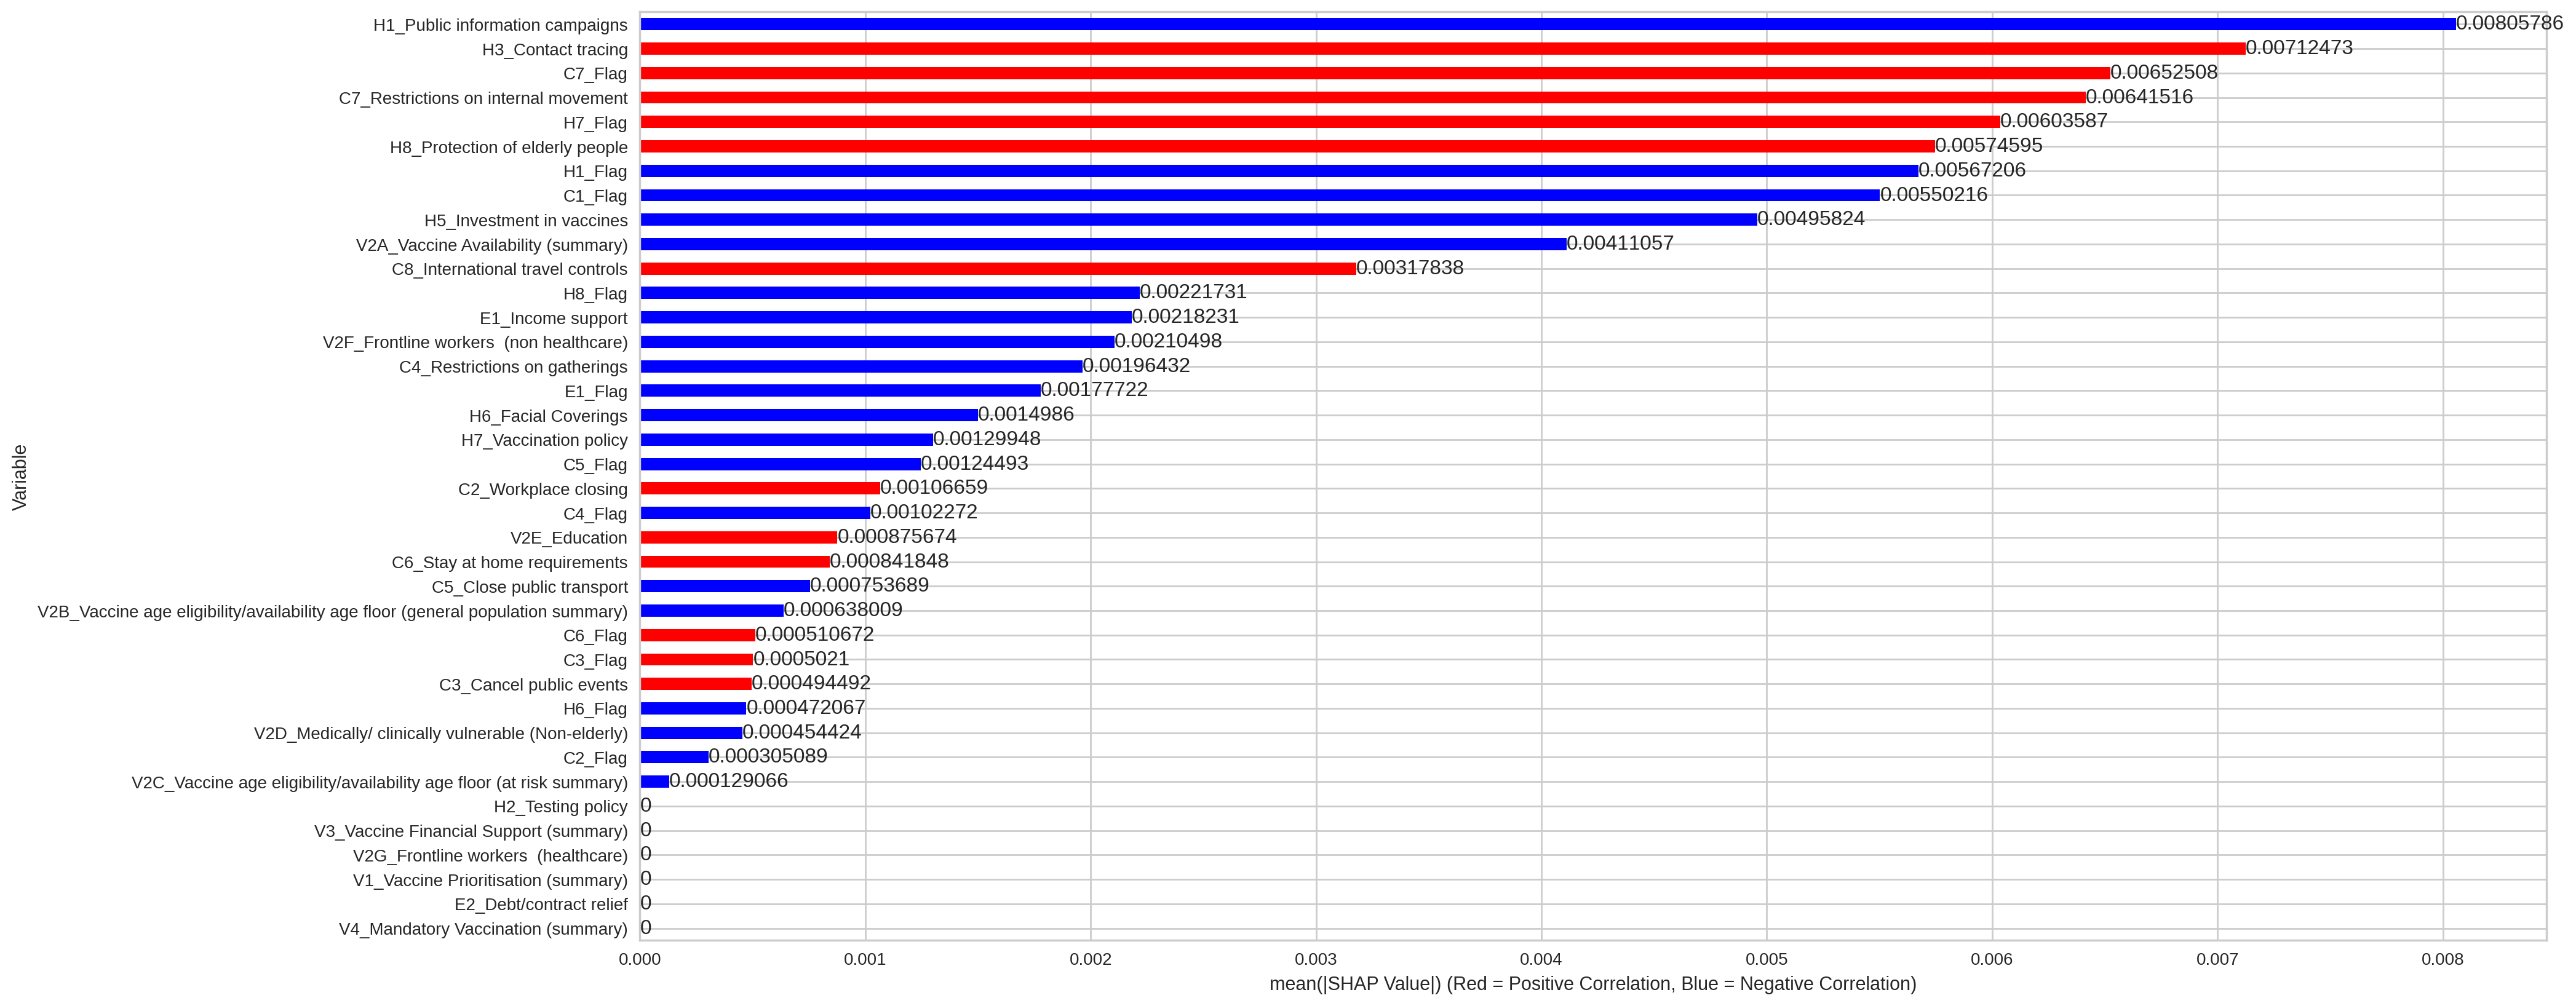 H1_Public information campaigns 0.00805786
H3_Contact tracing 0.00712473
C7_Flag 0.00652508
C7_Restrictions on internal movement 0.00641516
H7_Flag 0.00603587
H8_Protection of elderly people 0.00574595
H1_Flag 0.00567206
C1_Flag 0.00550216
H5_Investment in vaccines 0.00495824
V2A_Vaccine Availability (summary) 0.00411057
C8_International travel controls 0.00317838
H8_Flag 0.00221731
E1_Income support 0.00218231
V2F_Frontline workers  (non healthcare) 0.00210498
C4_Restrictions on gatherings 0.00196432
E1_Flag 0.00177722
H6_Facial Coverings 0.0014986
H7_Vaccination policy 0.00129948
C5_Flag 0.00124493
C2_Workplace closing 0.00106659
C4_Flag 0.00102272
V2E_Education 0.000875674
C6_Stay at home requirements 0.000841848
C5_Close public transport 0.000753689
V2B_Vaccine age eligibility/availability age floor (general population summary) 0.000638009
C6_Flag 0.000510672
C3_Flag 0.0005021
C3_Cancel public events 0.000494492
H6_Flag 0.000472067
V2D_Medically/ clinically vulnerable (Non-elderly) 0.000454424
C2_Flag 0.000305089
V2C_Vaccine age eligibility/availability age floor (at risk summary) 0.000129066
H2_Testing policy 0
V3_Vaccine Financial Support (summary) 0
V2G_Frontline workers  (healthcare) 0
V1_Vaccine Prioritisation (summary) 0
E2_Debt/contract relief 0
V4_Mandatory Vaccination (summary) 0
Variable
0.000 0.001 0.002 0.003 0.004 0.005 0.006 0.007 0.008
mean(|SHAP Value|) (Red = Positive Correlation, Blue = Negative Correlation)